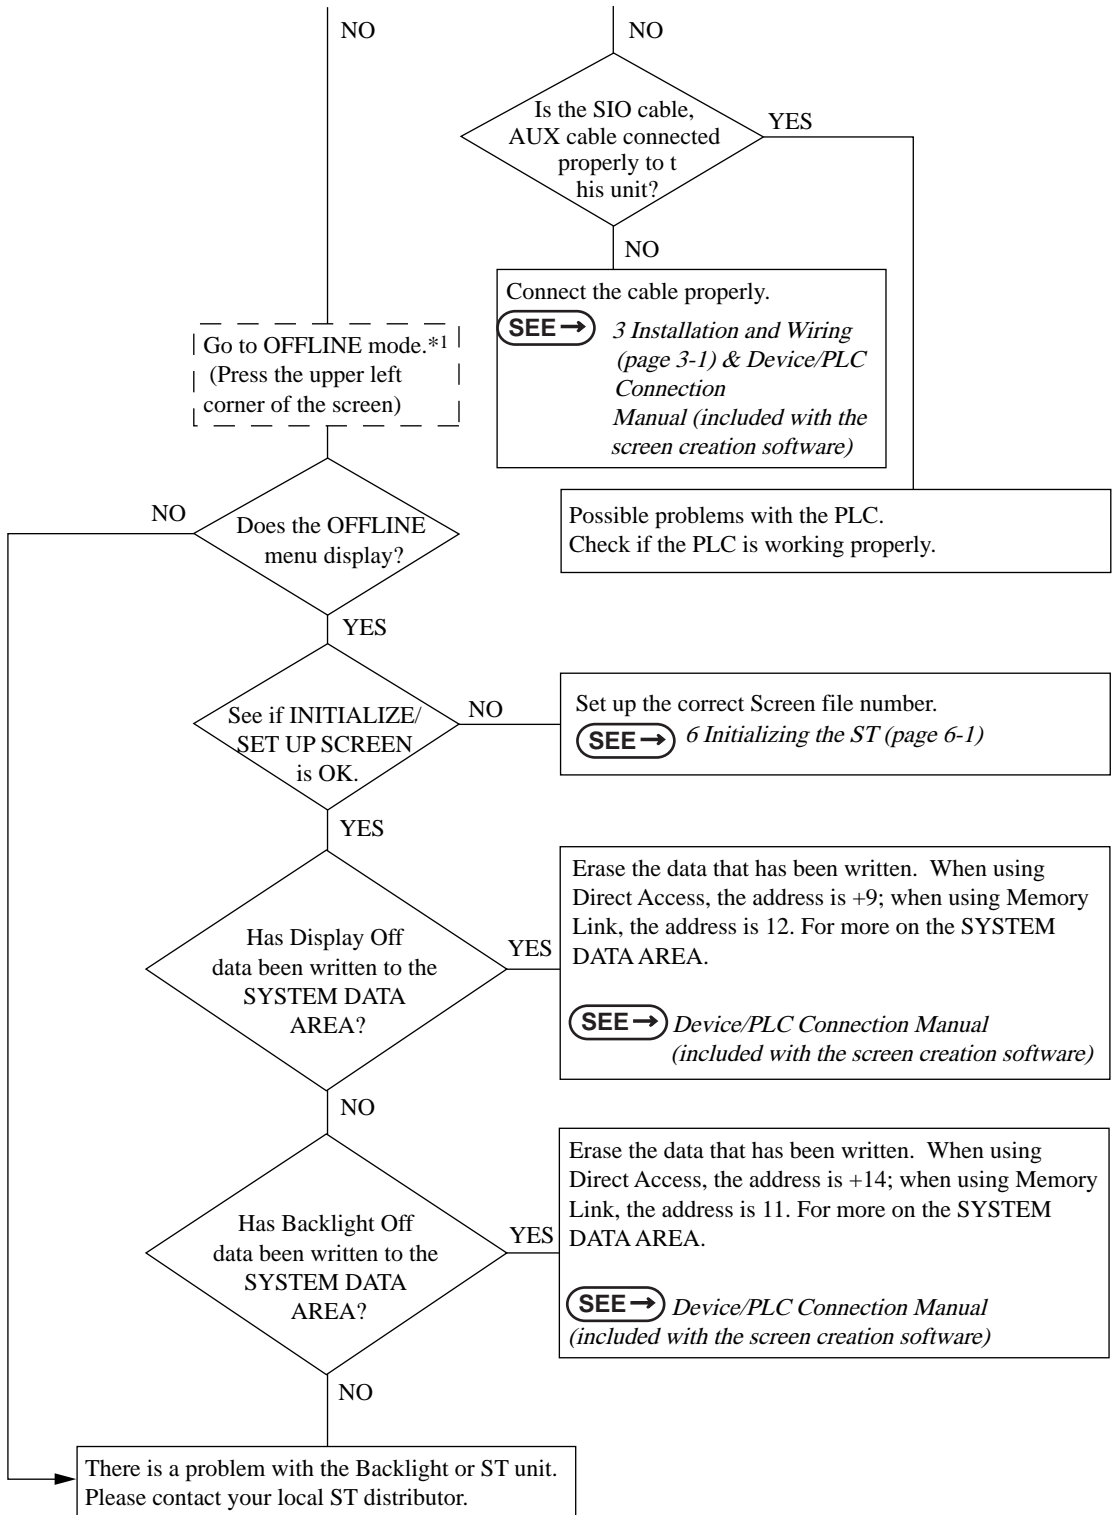 NO
NO
Is the SIO cable,
AUX cable connected
properly to t
his unit?
YES
NO
Connect the cable properly.
SEE→ 3 Installation and Wiring
(page 3-1) & Device/PLC
Connection
Manual (included with the
screen creation software)
Go to OFFLINE mode.*1
(Press the upper left
corner of the screen)
Possible problems with the PLC.
Check if the PLC is working properly.
NO
Does the OFFLINE
menu display?
YES
See if INITIALIZE/
SET UP SCREEN
is OK.
NO
Set up the correct Screen file number.
SEE→ 6 Initializing the ST (page 6-1)
YES
Has Display Off
data been written to the
SYSTEM DATA
AREA?
YES
Erase the data that has been written. When using
Direct Access, the address is +9; when using Memory
Link, the address is 12. For more on the SYSTEM
DATA AREA.
SEE→ Device/PLC Connection Manual
(included with the screen creation software)
NO
Has Backlight Off
data been written to the
SYSTEM DATA
AREA?
YES
Erase the data that has been written. When using
Direct Access, the address is +14; when using Memory
Link, the address is 11. For more on the SYSTEM
DATA AREA.
SEE→ Device/PLC Connection Manual
(included with the screen creation software)
NO
There is a problem with the Backlight or ST unit.
Please contact your local ST distributor.